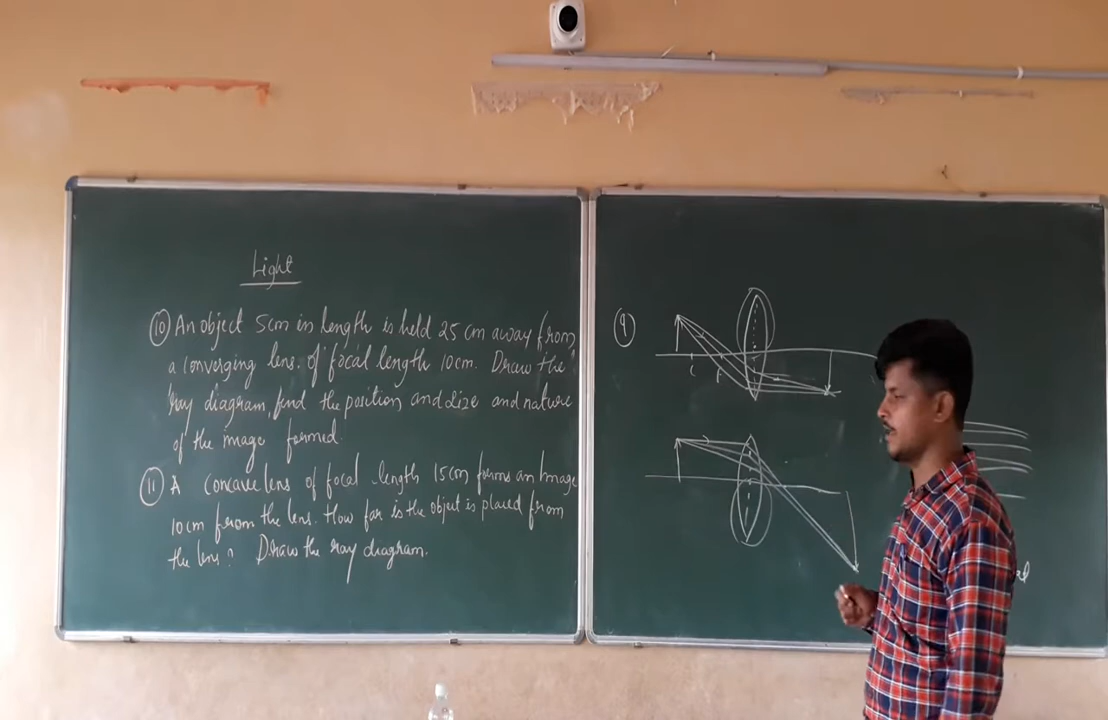 Light
(10) An object 5cm in length is held 25 cm away from
a converging lens of focal length 10cm. Draw the
ray diagram, find the position and size and nature
of the image formed.
(11) A concave lens of focal length 15cm forms an Image
10cm from the lens. How far is the object is placed from
the lens? Draw the ray diagram.
(9)